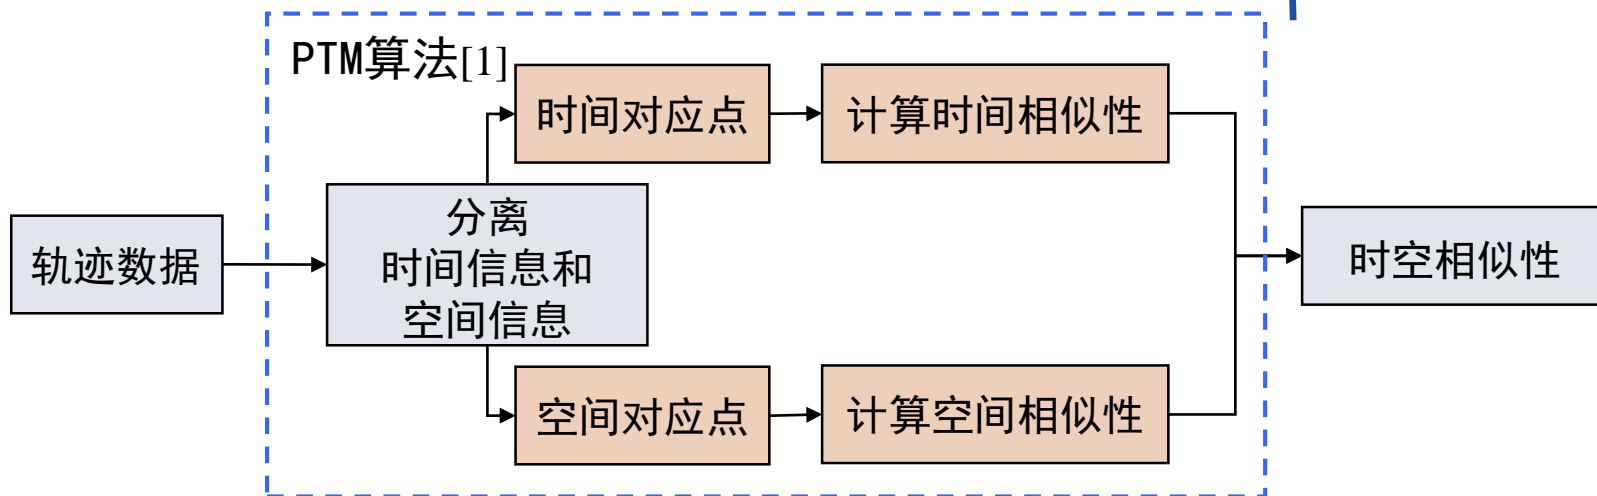 PTM算法[1]
时间对应点
计算时间相似性
轨迹数据
分离
时间信息和
空间信息
时空相似性
空间对应点
计算空间相似性